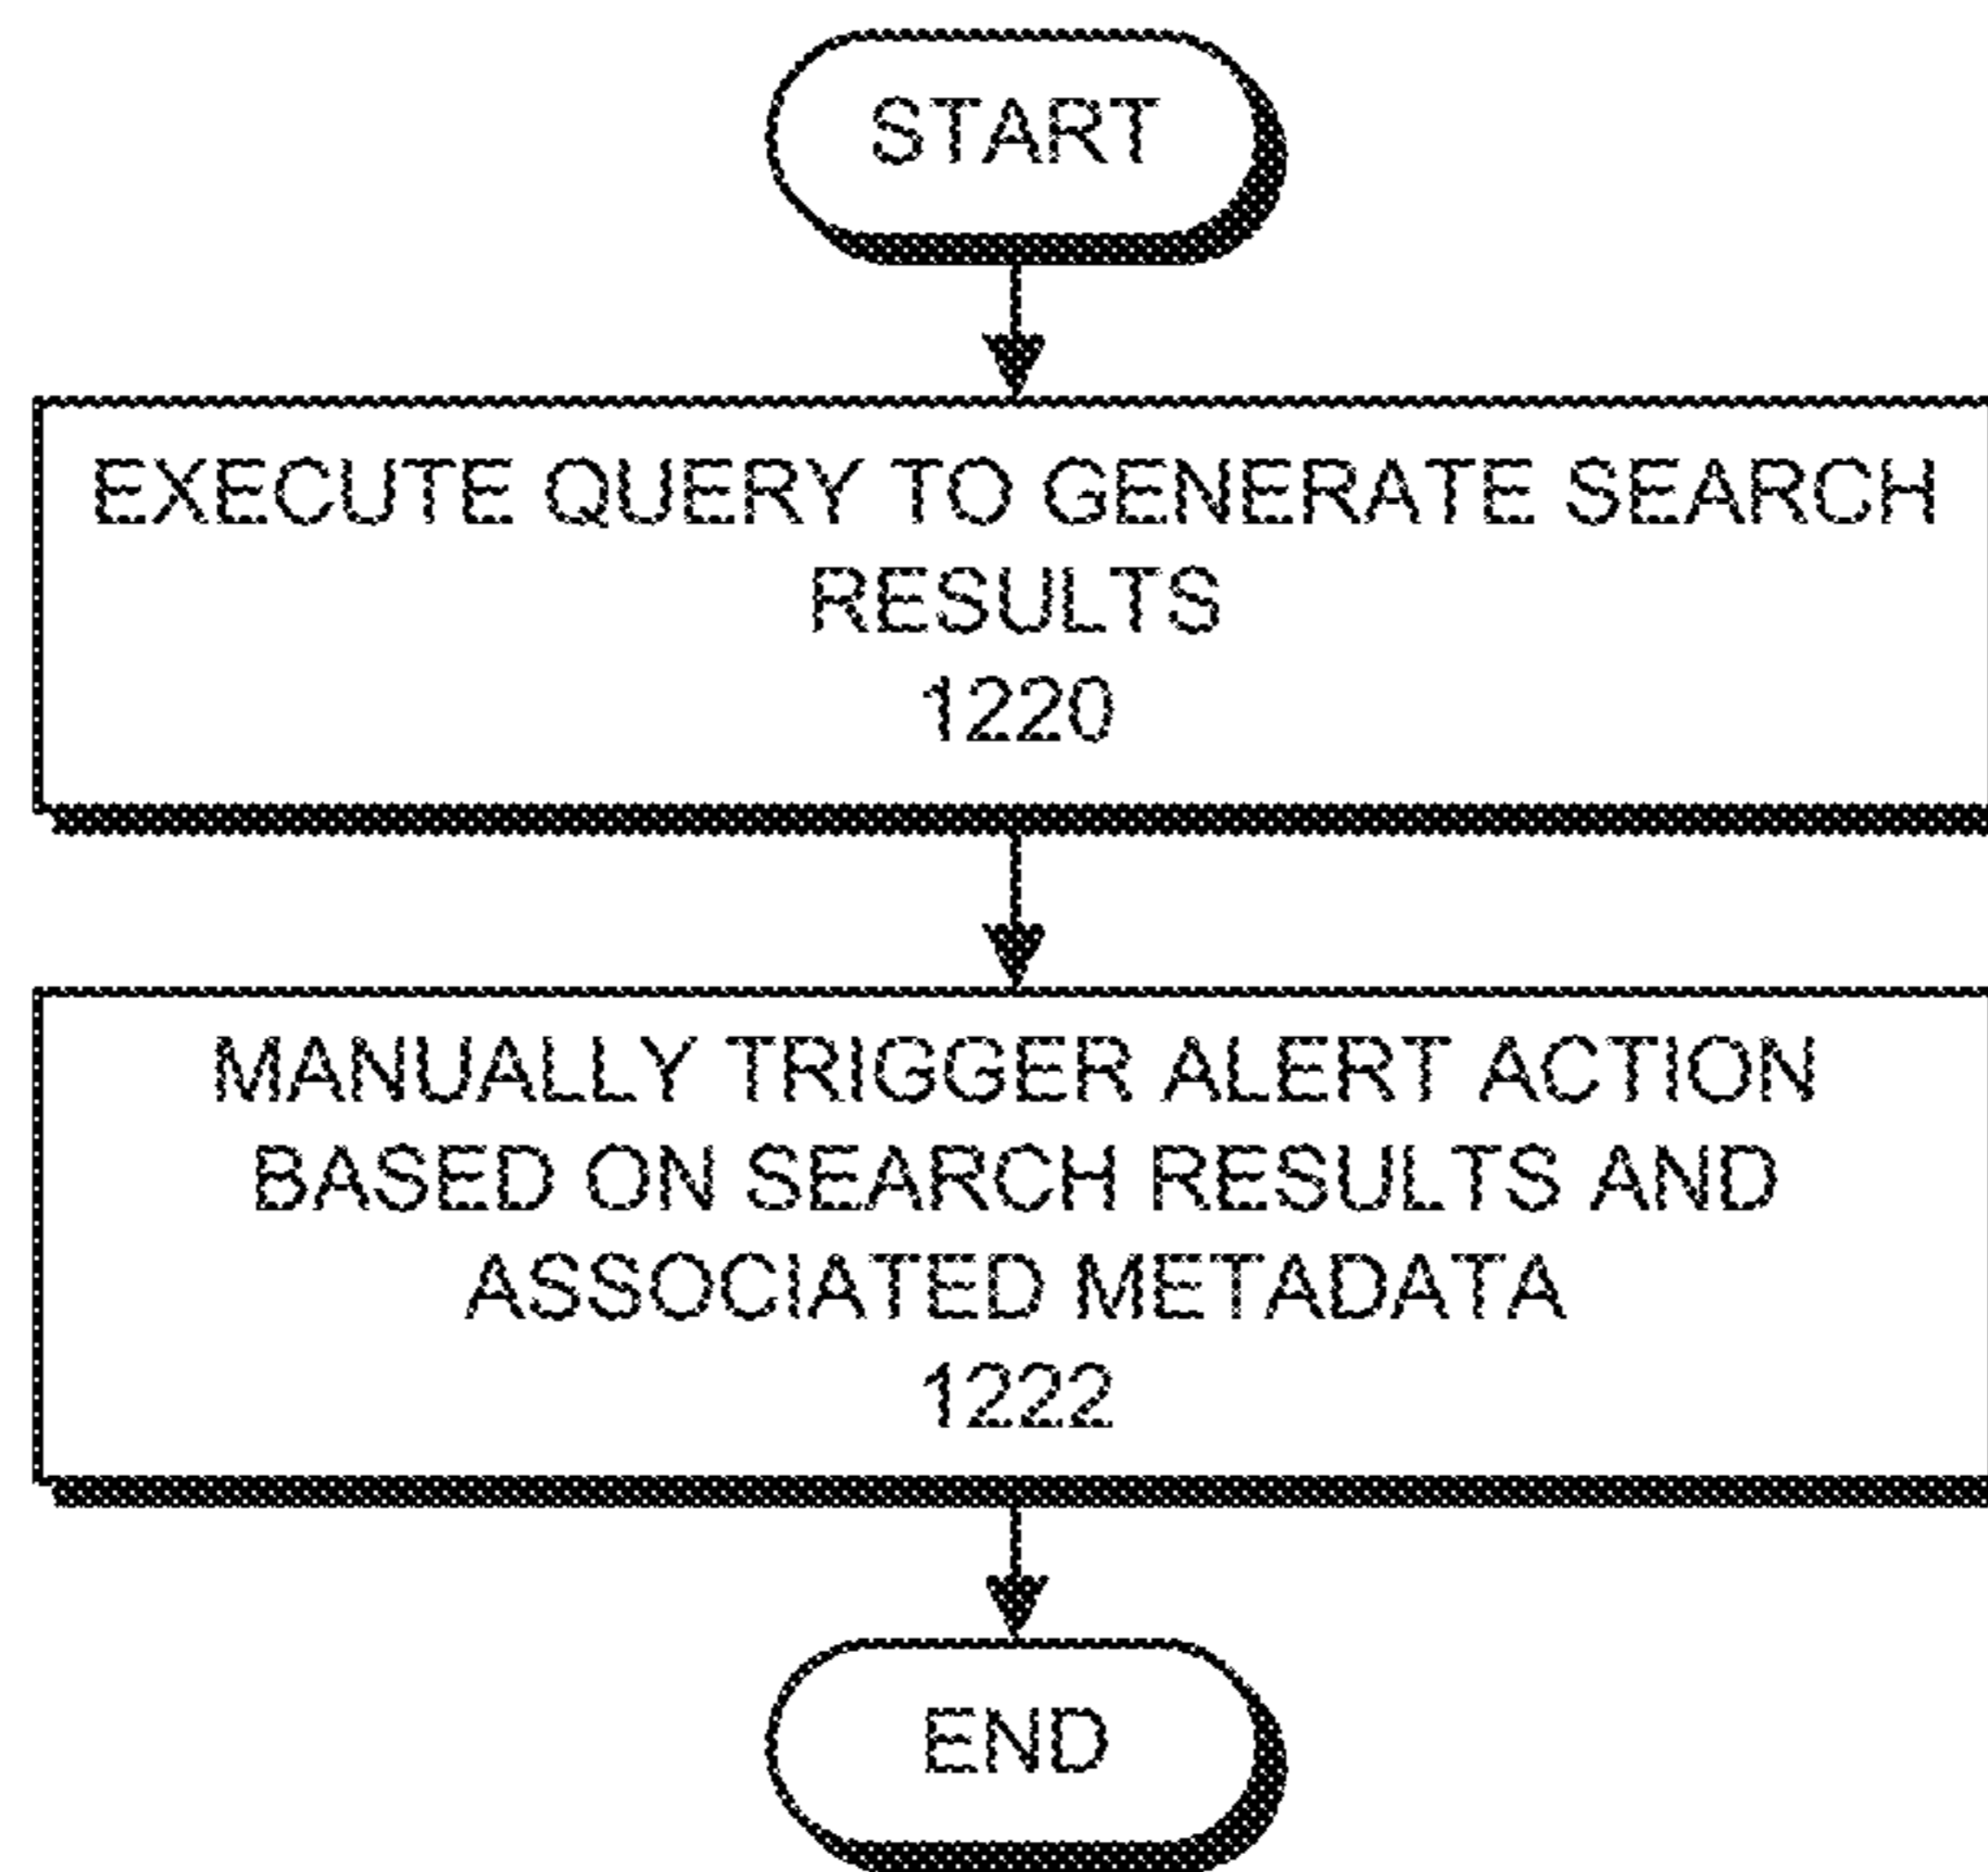 START
EXECUTE QUERY TO GENERATE SEARCH
RESULTS
1220
MANUALLY TRIGGER ALERT ACTION
BASED ON SEARCH RESULTS AND
ASSOCIATED METADATA
1222
END